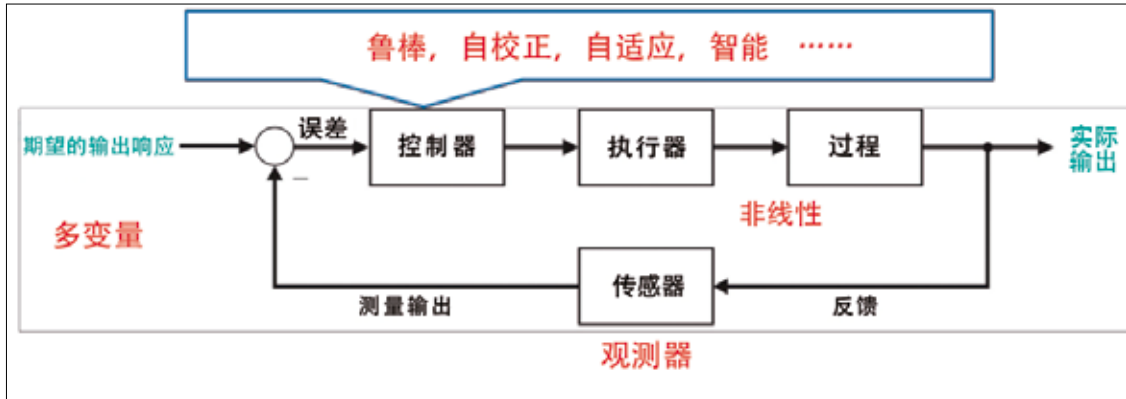 鲁棒, 自校正, 自适应, 智能 ……
期望的输出响应
误差
控制器
执行器
过程
实际
输出
−
多变量
非线性
传感器
测量输出
反馈
观测器